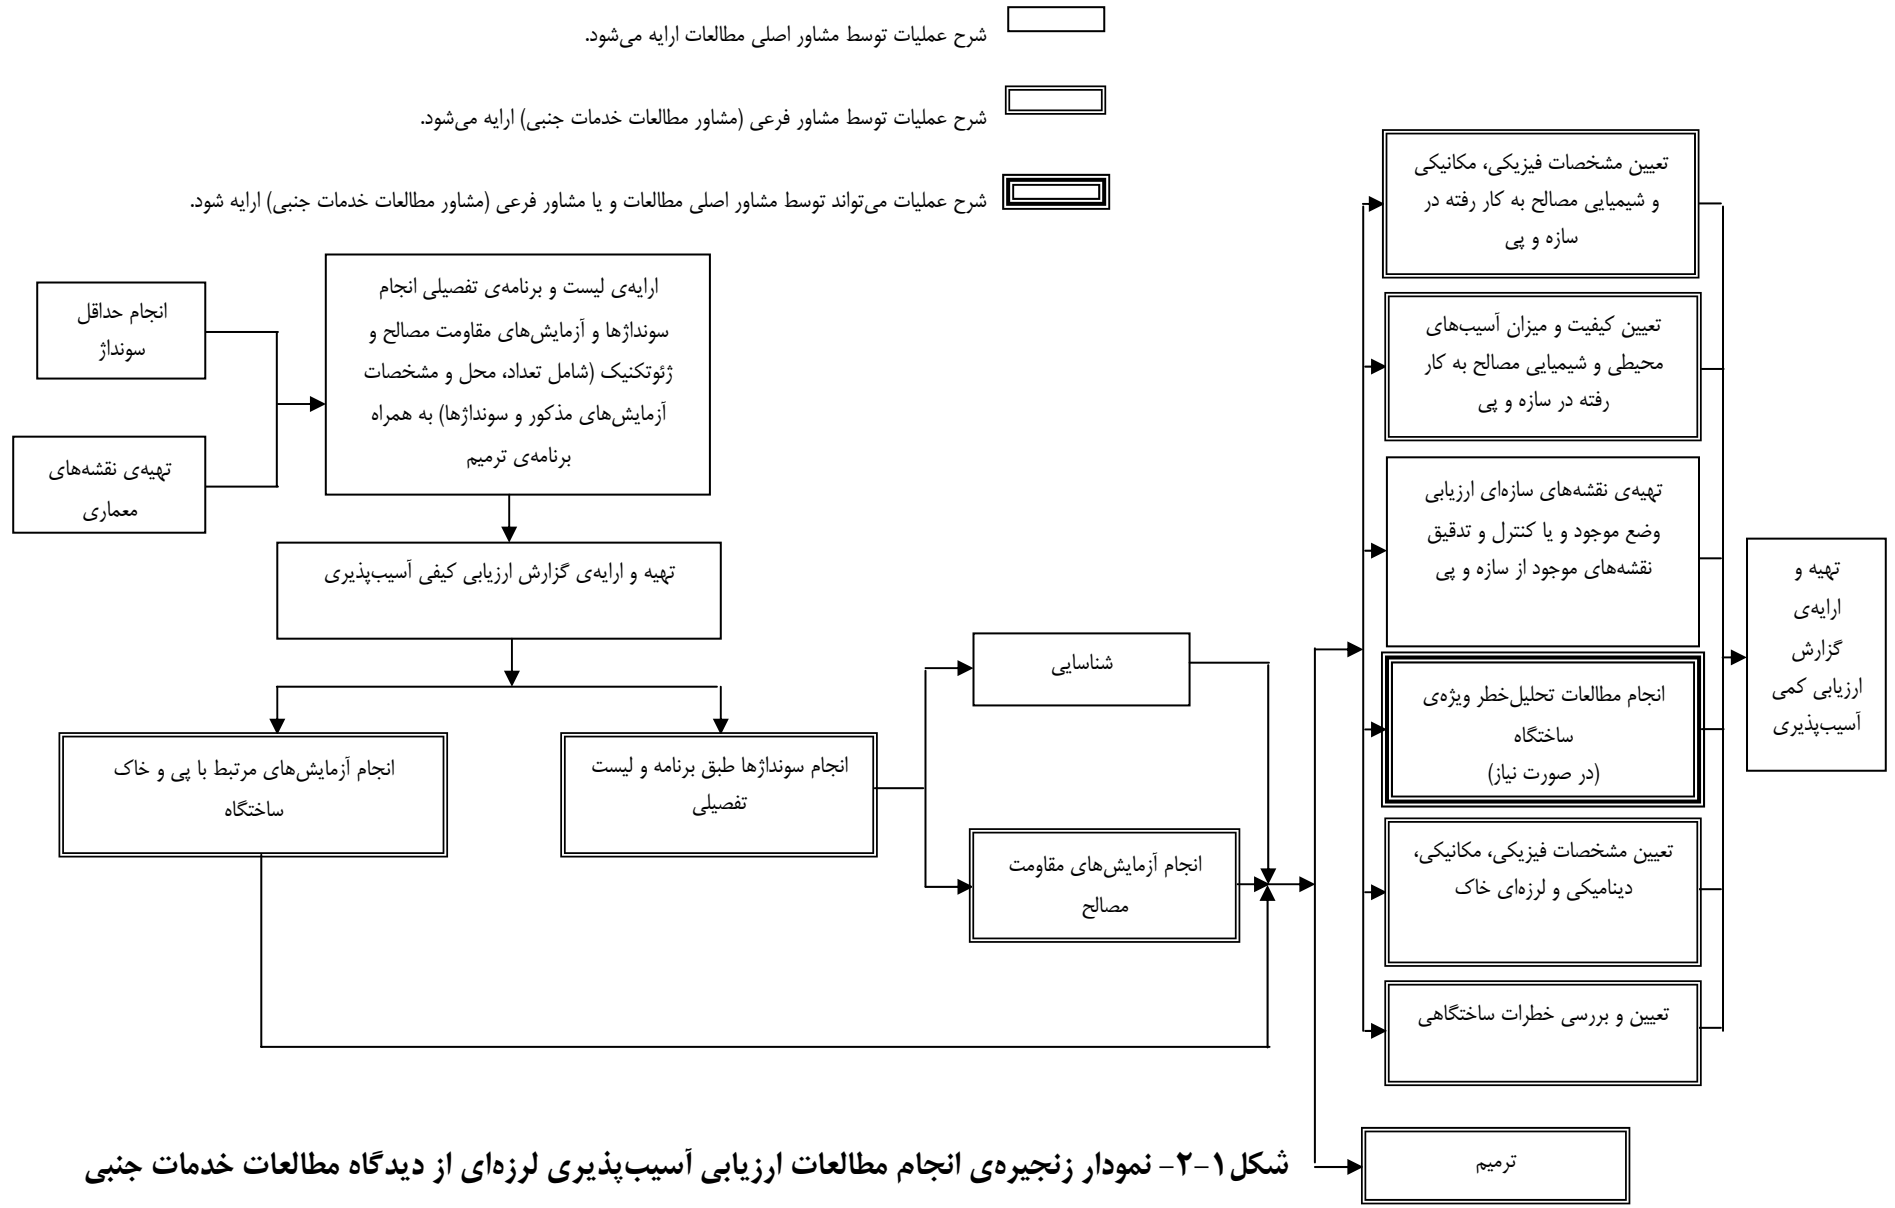 شرح عملیات توسط مشاور اصلی مطالعات ارایه می‌شود.
شرح عملیات توسط مشاور فرعی (مشاور مطالعات خدمات جنبی) ارایه می‌شود.
شرح عملیات می‌تواند توسط مشاور اصلی مطالعات و یا مشاور فرعی (مشاور مطالعات خدمات جنبی) ارایه شود.
انجام حداقل
سونداژ
تهیه‌ی نقشه‌های
معماری
ارایه‌ی لیست و برنامه‌ی تفصیلی انجام
سونداژها و آزمایش‌های مقاومت مصالح و
ژئوتکنیک (شامل تعداد، محل و مشخصات
آزمایش‌های مذکور و سونداژها) به همراه
برنامه‌ی ترمیم
تهیه و ارایه‌ی گزارش ارزیابی کیفی آسیب‌پذیری
انجام آزمایش‌های مرتبط با پی و خاک
ساختگاه
انجام سونداژها طبق برنامه و لیست
تفصیلی
شناسایی
انجام آزمایش‌های مقاومت
مصالح
تعیین مشخصات فیزیکی، مکانیکی
و شیمیایی مصالح به کار رفته در
سازه و پی
تعیین کیفیت و میزان آسیب‌های
محیطی و شیمیایی مصالح به کار
رفته در سازه و پی
تهیه‌ی نقشه‌های سازه‌ای ارزیابی
وضع موجود و یا کنترل و تدقیق
نقشه‌های موجود از سازه و پی
انجام مطالعات تحلیل‌خطر ویژه‌ی
ساختگاه
(در صورت نیاز)
تعیین مشخصات فیزیکی، مکانیکی،
دینامیکی و لرزه‌ای خاک
تعیین و بررسی خطرات ساختگاهی
ترمیم
تهیه و
ارایه‌ی
گزارش
ارزیابی کمی
آسیب‌پذیری
شکل۱-۲- نمودار زنجیره‌ی انجام مطالعات ارزیابی آسیب‌پذیری لرزه‌ای از دیدگاه مطالعات خدمات جنبی